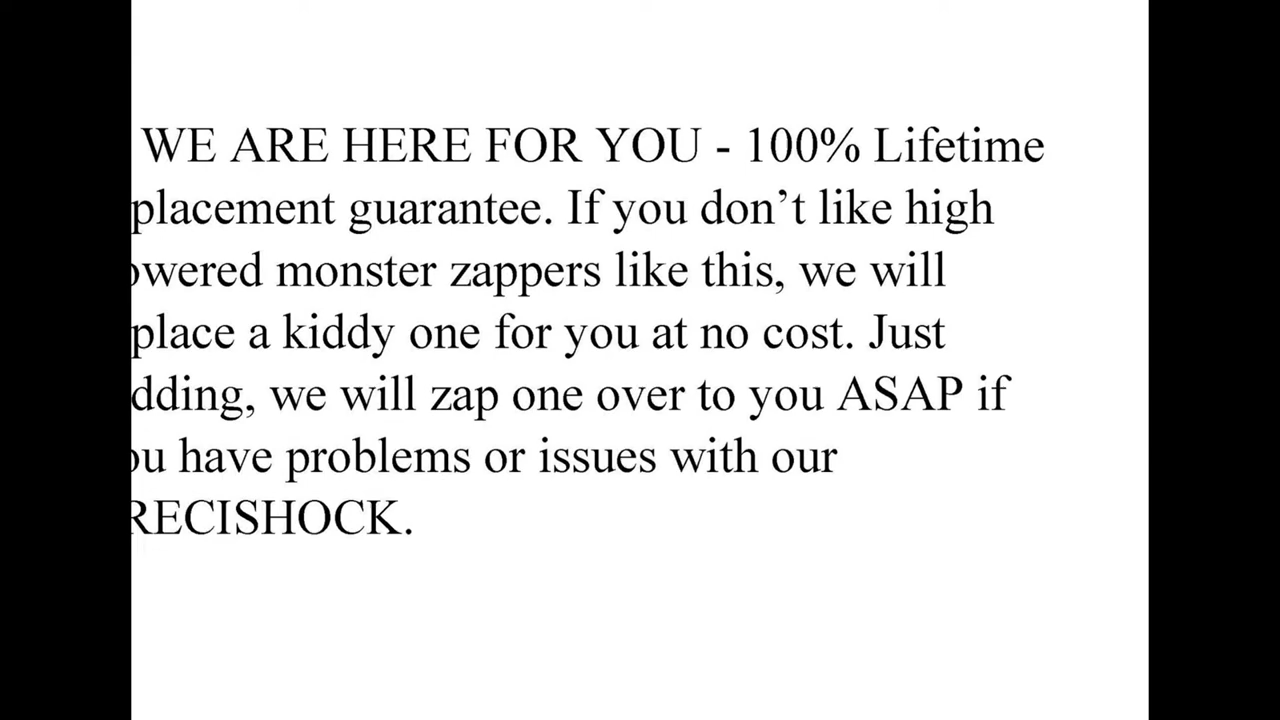 WE ARE HERE FOR YOU - 100% Lifetime
placement guarantee. If you don’t like high
owered monster zappers like this, we will
place a kiddy one for you at no cost. Just
dding, we will zap one over to you ASAP if
ou have problems or issues with our
RECISHOCK.